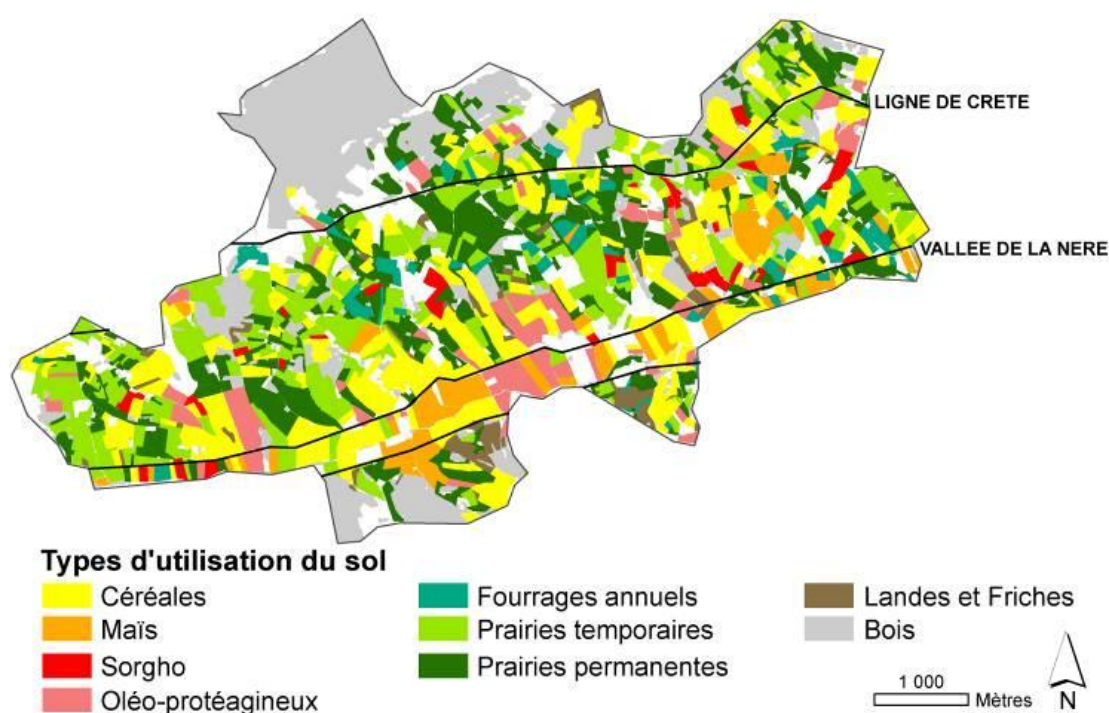 LIGNE DE CRETE
VALLEE DE LA NERE
Types d'utilisation du sol
Céréales
Maïs
Sorgho
Oléo-protéagineux
Fourrages annuels
Prairies temporaires
Prairies permanentes
Landes et Friches
Bois
1 000
Mètres
N